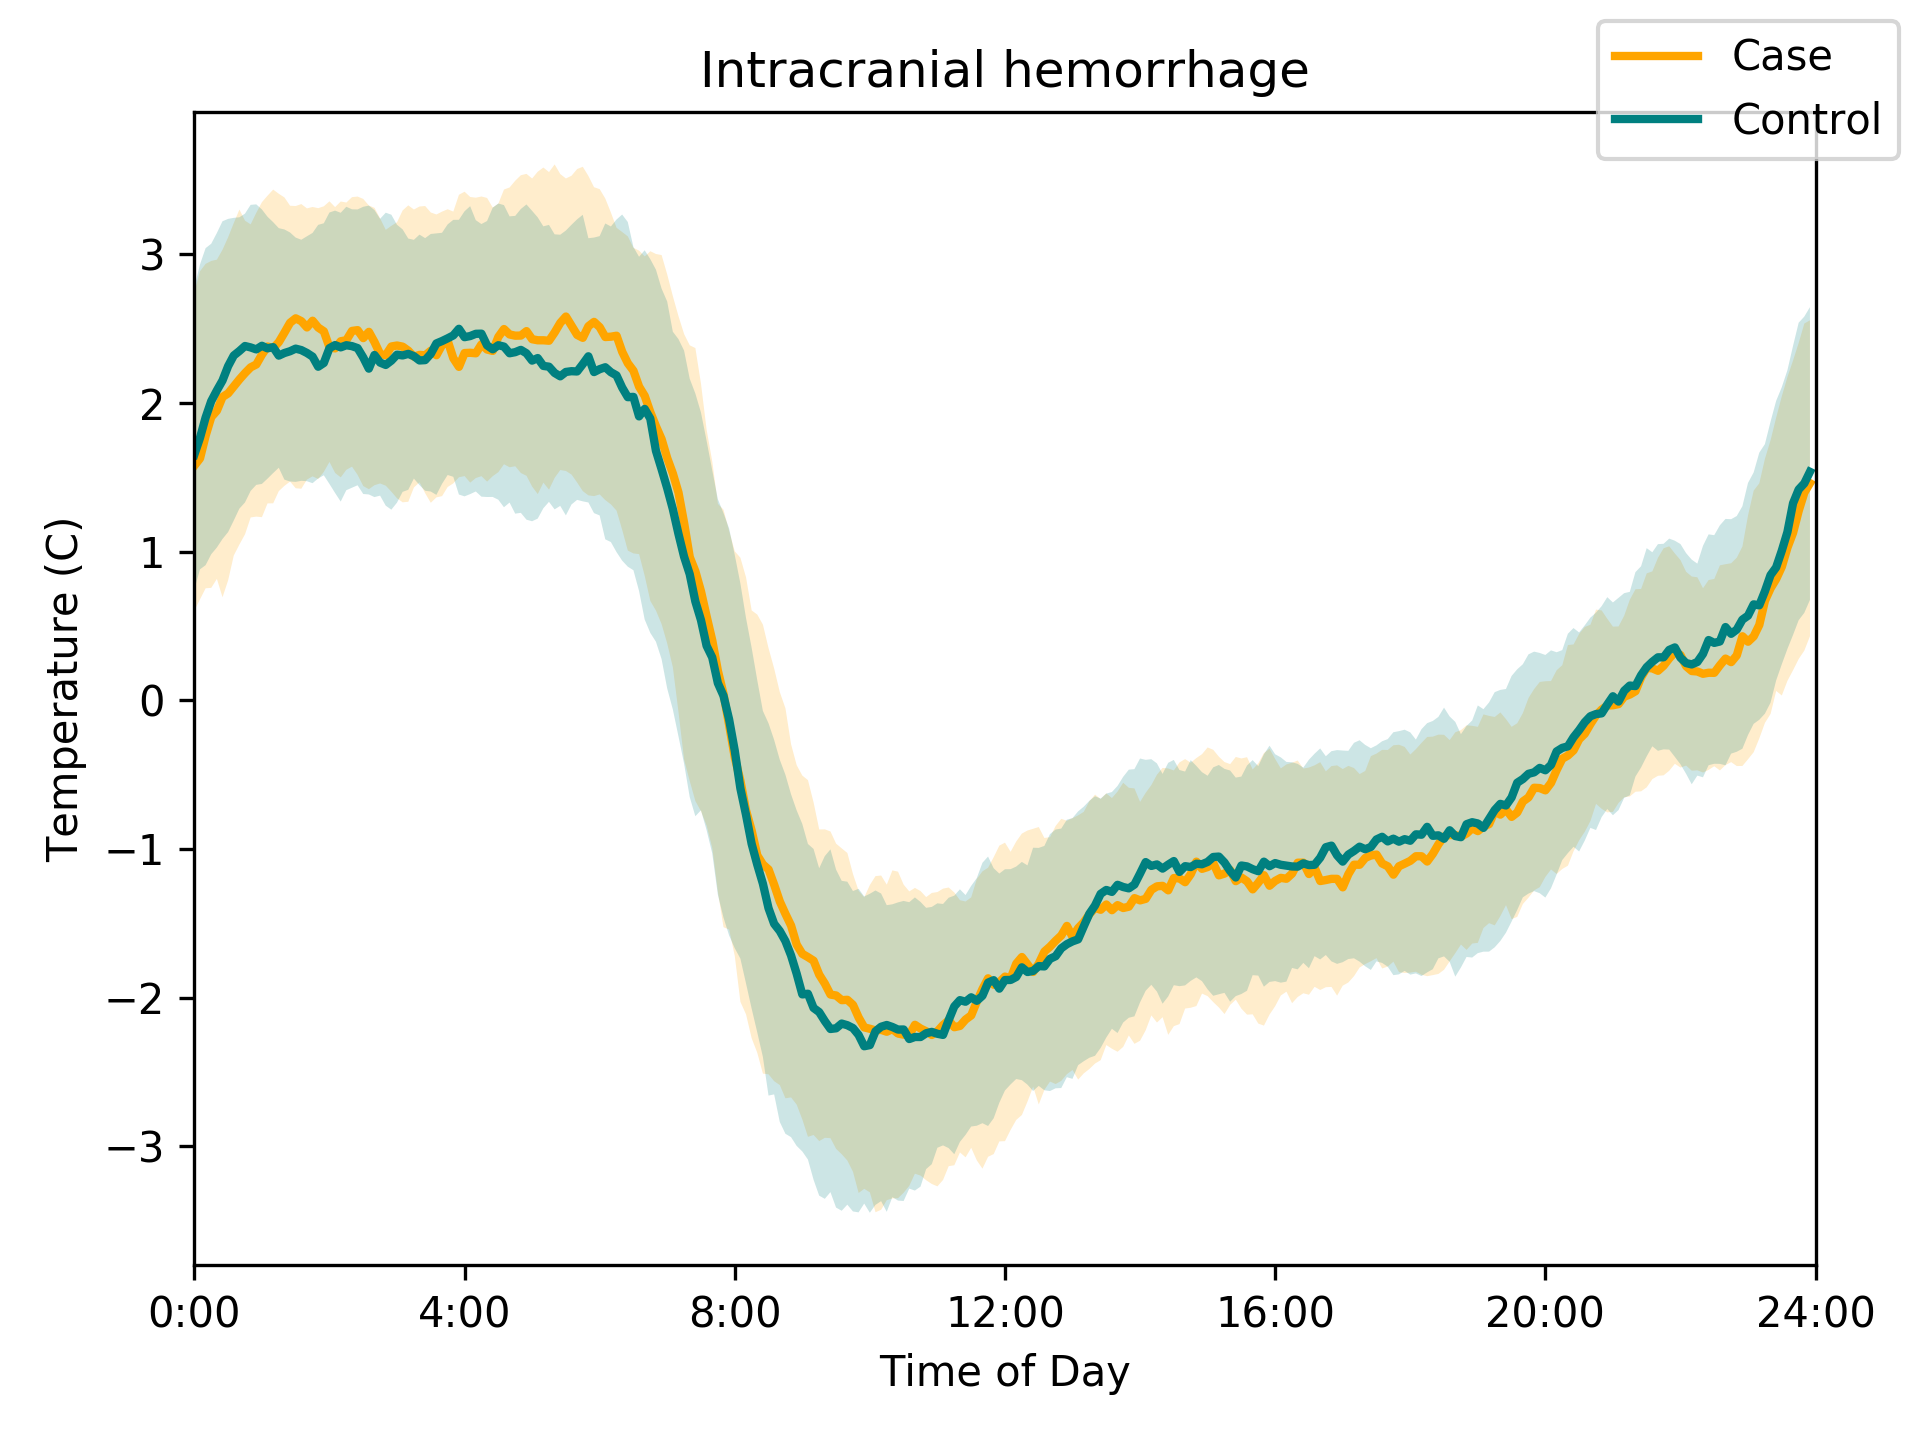 Intracranial hemorrhage
Case
Control
Temperature (C)
3
2
1
0
−1
−2
−3
0:00 4:00 8:00 12:00 16:00 20:00 24:00
Time of Day